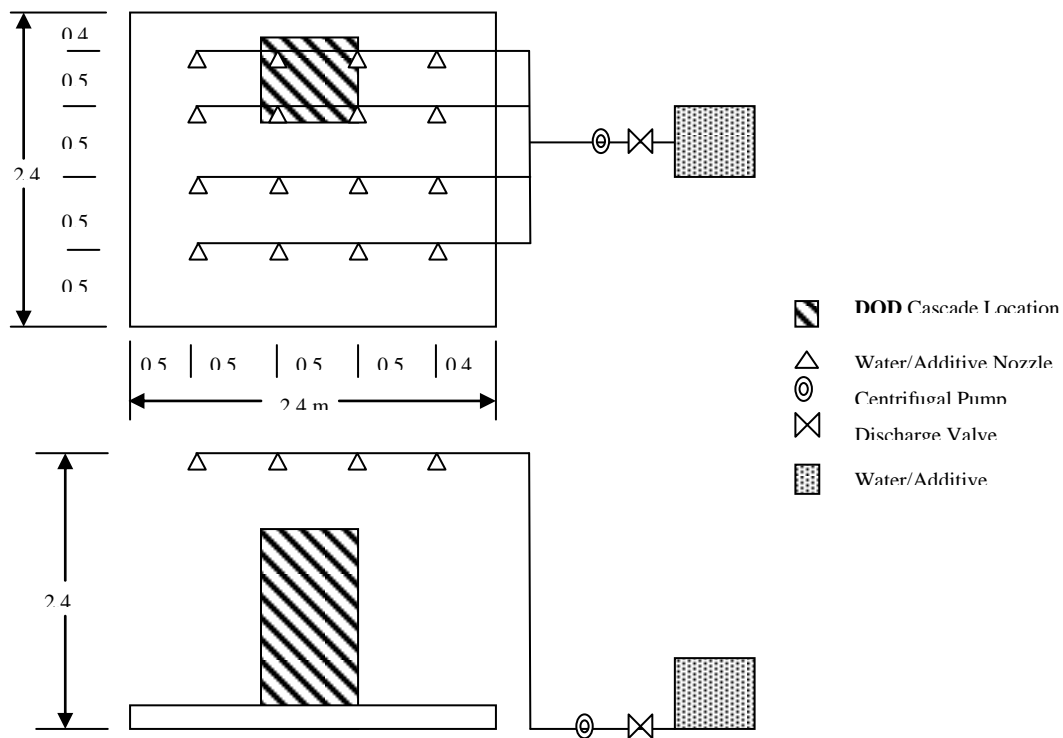 0 4
0 5
0 5
2 4
0 5
0 5
0 5
0 5
0 5
0 5
0 4
2 4 m
DOD Cascade Location
Water/Additive Nozzle
Centrifugal Pump
Discharge Valve
Water/Additive
2 4